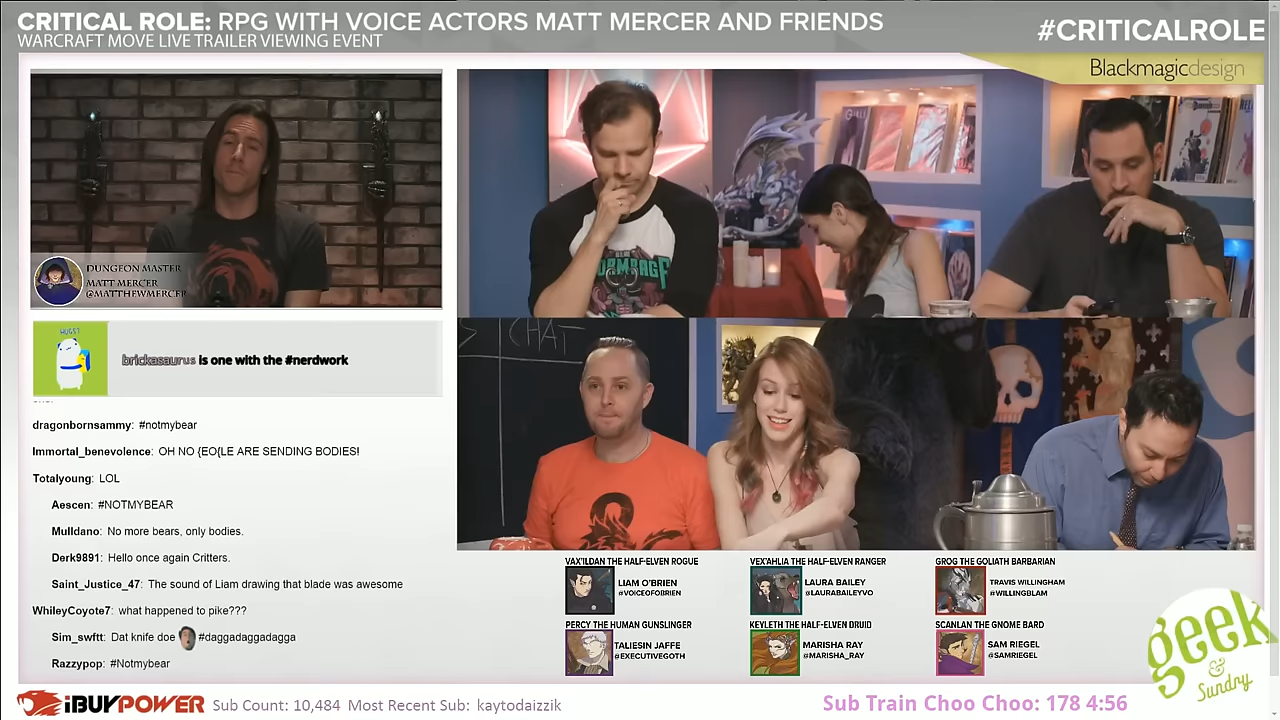 CRITICAL ROLE: RPG WITH VOICE ACTORS MATT MERCER AND FRIENDS
WARCRAFT MOVE LIVE TRAILER VIEWING EVENT
#CRITICALROLE
Blackmagicdesign
DUNGEON MASTER
MATT MERCER
@MATTHEWMERCER
HUGS?
brickasaurus is one with the #nerdwork
dragonbornsammy: #notmybear
Immortal_benevolence: OH NO {EO{LE ARE SENDING BODIES!
Totalyoung: LOL
Aescen: #NOTMYBEAR
Mulldano: No more bears, only bodies.
Derk9891: Hello once again Critters.
Saint_Justice_47: The sound of Liam drawing that blade was awesome
WhileyCoyote7: what happened to pike???
Sim_swftt: Dat knife doe #daggadaggadagga
Razzypop: #Notmybear
CHAT
VAX'ILDAN THE HALF-ELVEN ROGUE
LIAM O'BRIEN
@VOICEOFOBRIEN
VEX'AHLIA THE HALF-ELVEN RANGER
LAURA BAILEY
@LAURABAILEYVO
GROG THE GOLIATH BARBARIAN
TRAVIS WILLINGHAM
@WILLINGBLAM
PERCY THE HUMAN GUNSLINGER
TALIESIN JAFFE
@EXECUTIVEGOTH
KEYLETH THE HALF-ELVEN DRUID
MARISHA RAY
@MARISHA_RAY
SCANLAN THE GNOME BARD
SAM RIEGEL
@SAMRIEGEL
geek
& Sundry
iBUYPOWER
Sub Count: 10,484 Most Recent Sub: kaytodaizzik
Sub Train Choo Choo: 178 4:56